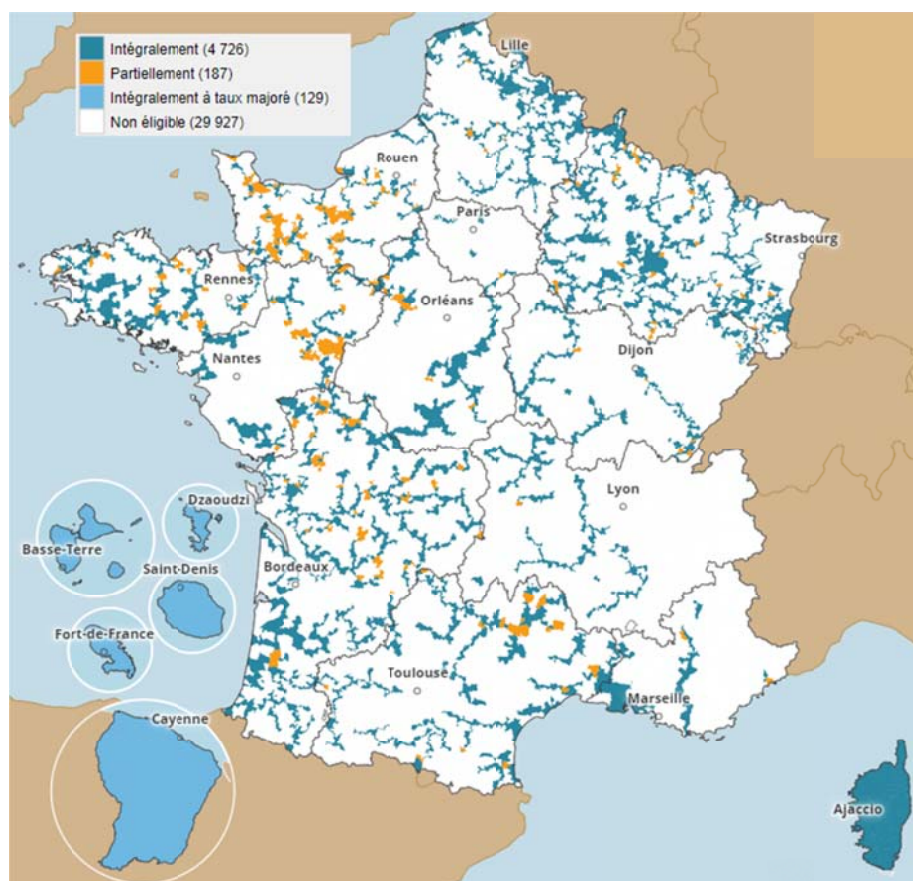 Intégralement (4 726)
Partiellement (187)
Intégralement à taux majoré (129)
Non éligible (29 927)
Lille
Rouen
Paris
Strasbourg
Rennes
Orléans
Nantes
Dijon
Lyon
Dzaoudzi
Basse-Terre
Saint-Denis
Bordeaux
Fort-de-France
Toulouse
Marseille
Cayenne
Ajaccio